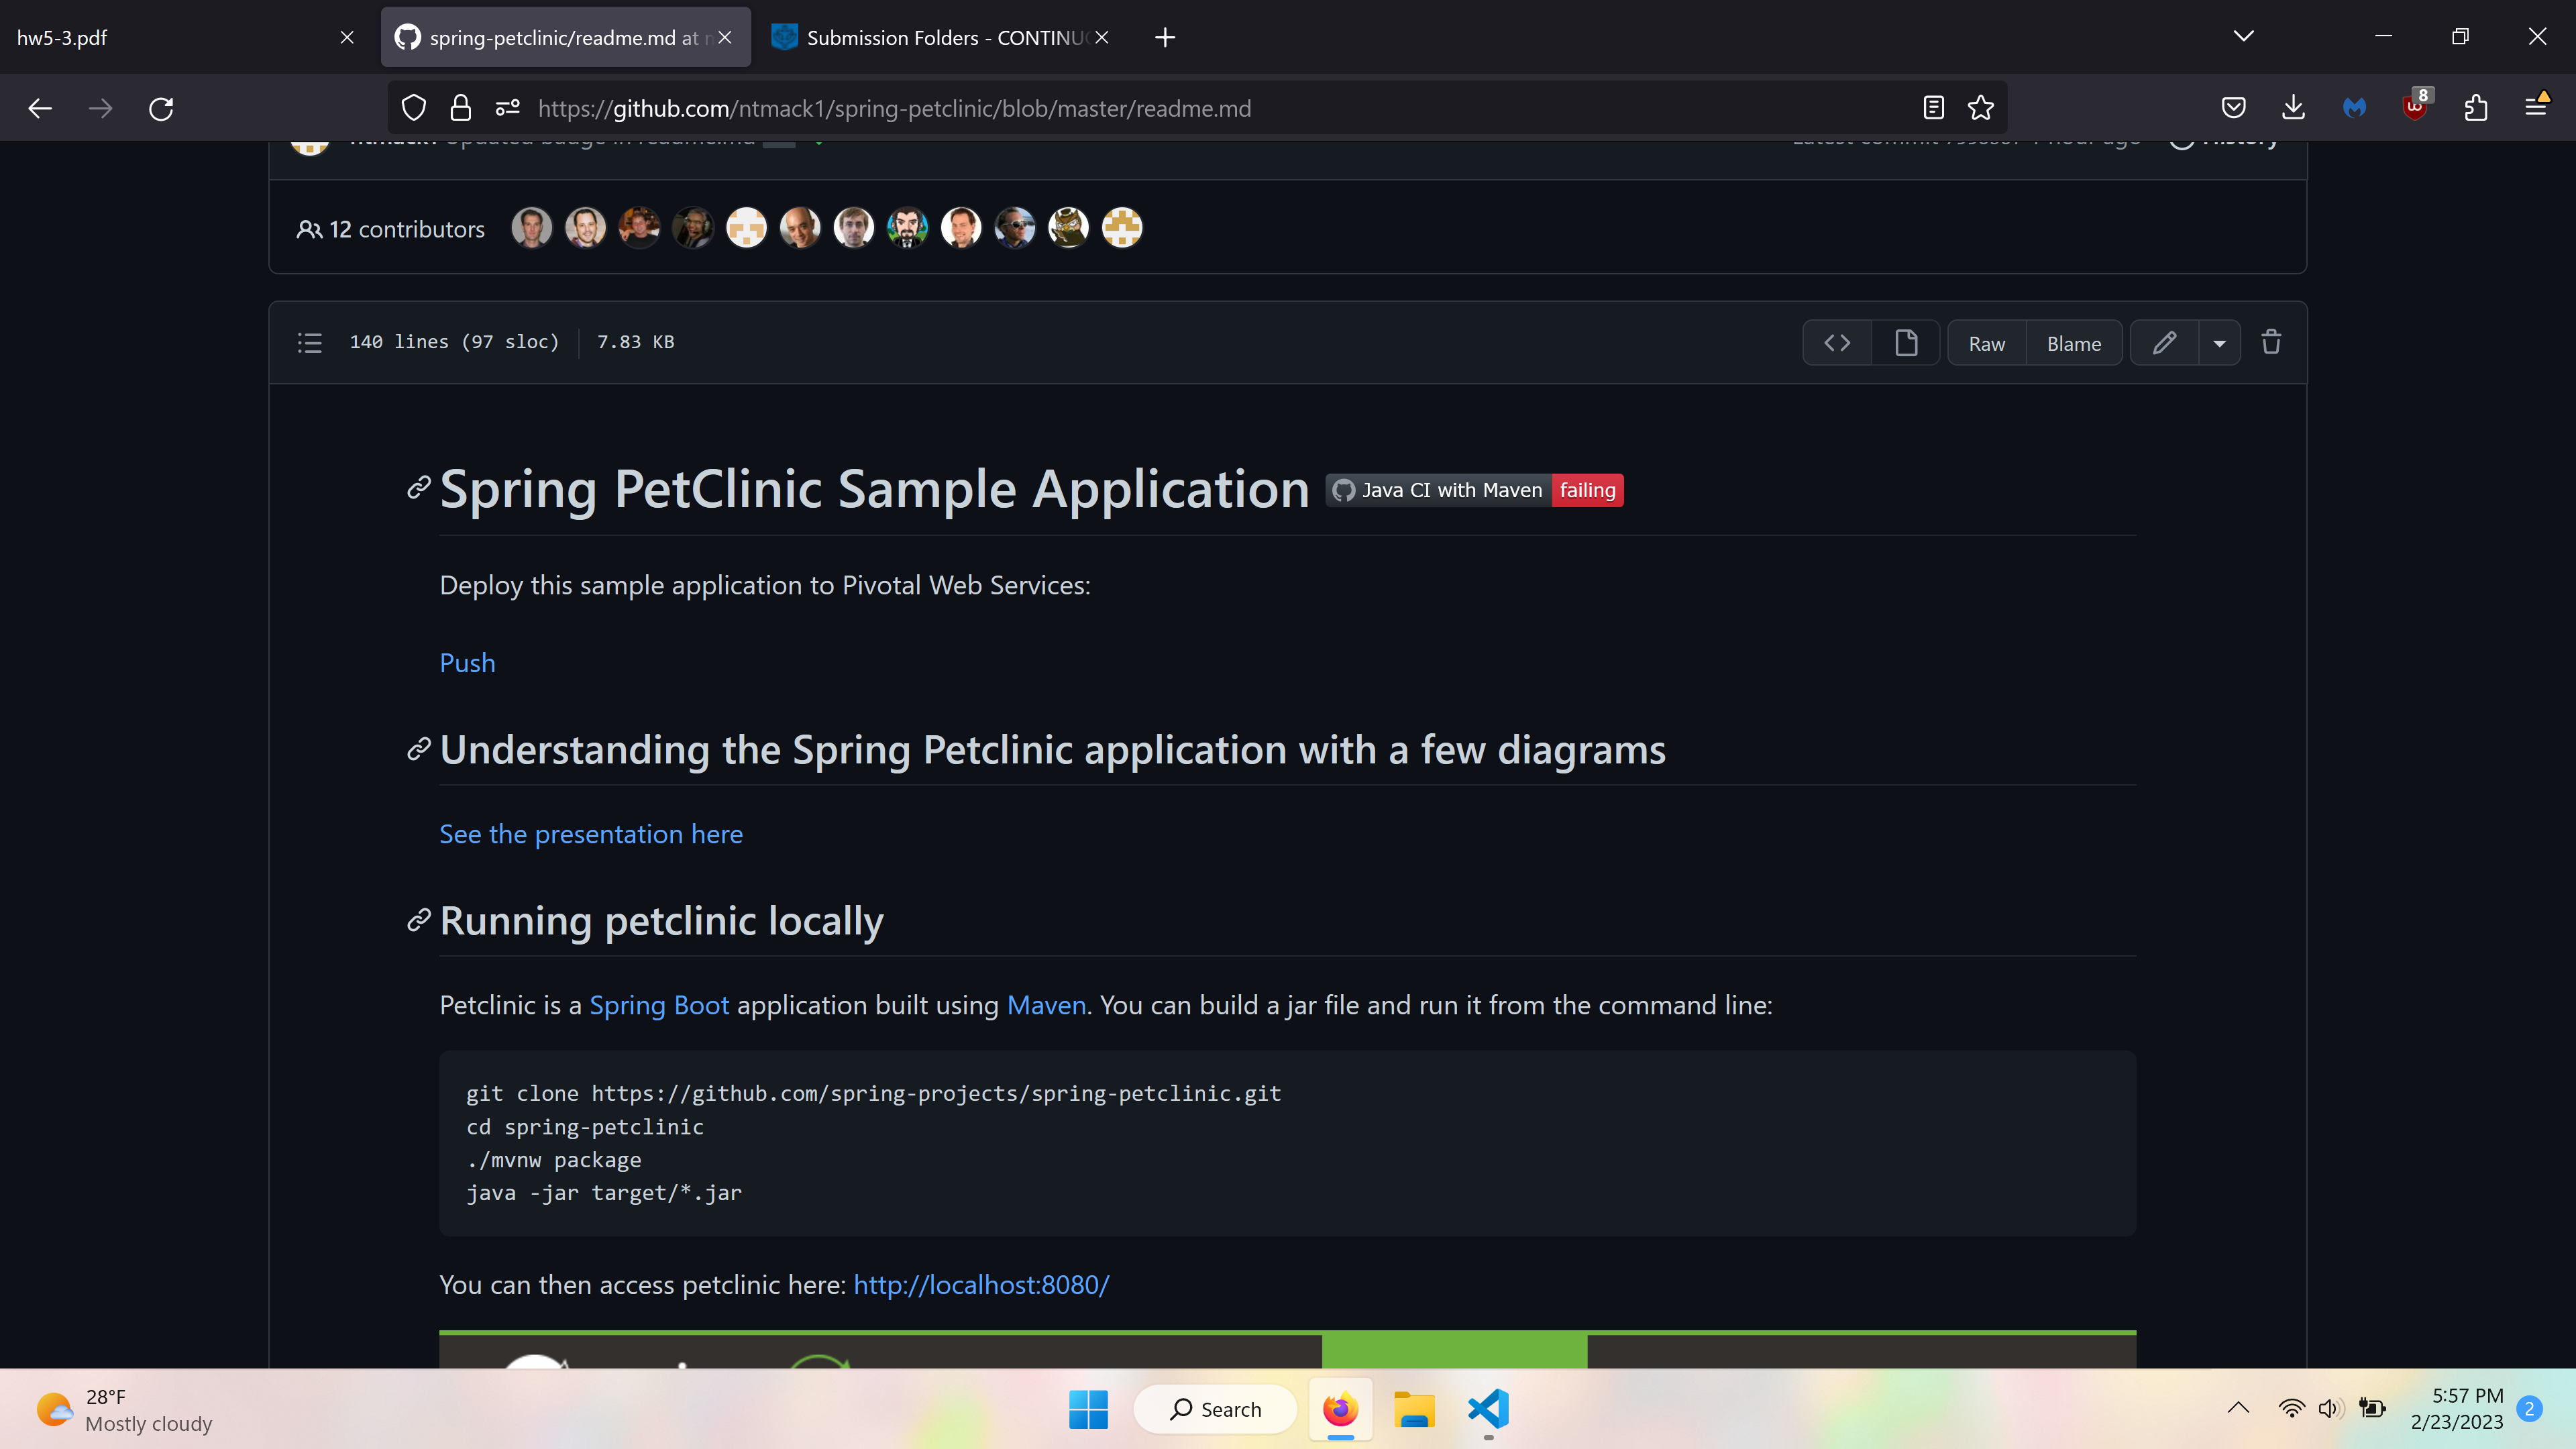 hw5-3.pdf
spring-petclinic/readme.md at
Submission Folders - CONTINU
https://github.com/ntmack1/spring-petclinic/blob/master/readme.md
8
12 contributors
140 lines (97 sloc)
7.83 KB
Raw
Blame
Spring PetClinic Sample Application
Java CI with Maven failing
Deploy this sample application to Pivotal Web Services:
Push
Understanding the Spring Petclinic application with a few diagrams
See the presentation here
Running petclinic locally
Petclinic is a Spring Boot application built using Maven. You can build a jar file and run it from the command line:
git clone https://github.com/spring-projects/spring-petclinic.git
cd spring-petclinic
./mvnw package
java -jar target/*.jar
You can then access petclinic here: http://localhost:8080/
28°F
Mostly cloudy
Search
5:57 PM
2/23/2023
2